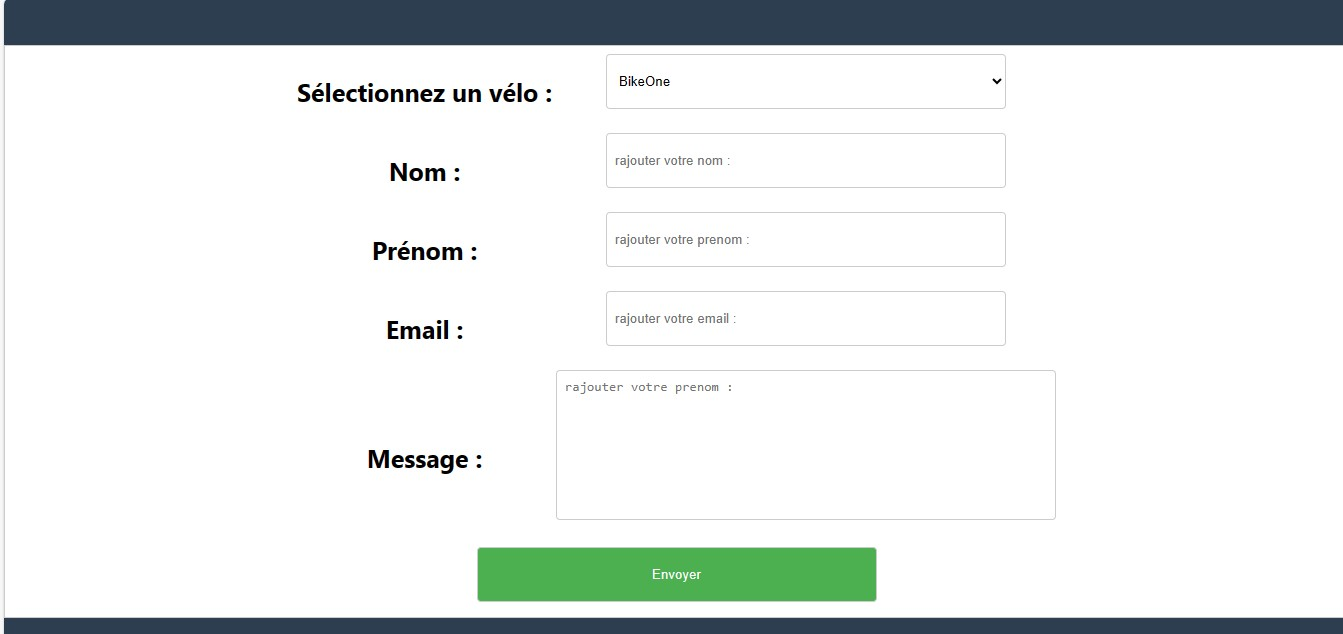 Sélectionnez un vélo :
BikeOne
Nom :
rajouter votre nom :
Prénom :
rajouter votre prenom :
Email :
rajouter votre email :
Message :
rajouter votre prenom :
Envoyer